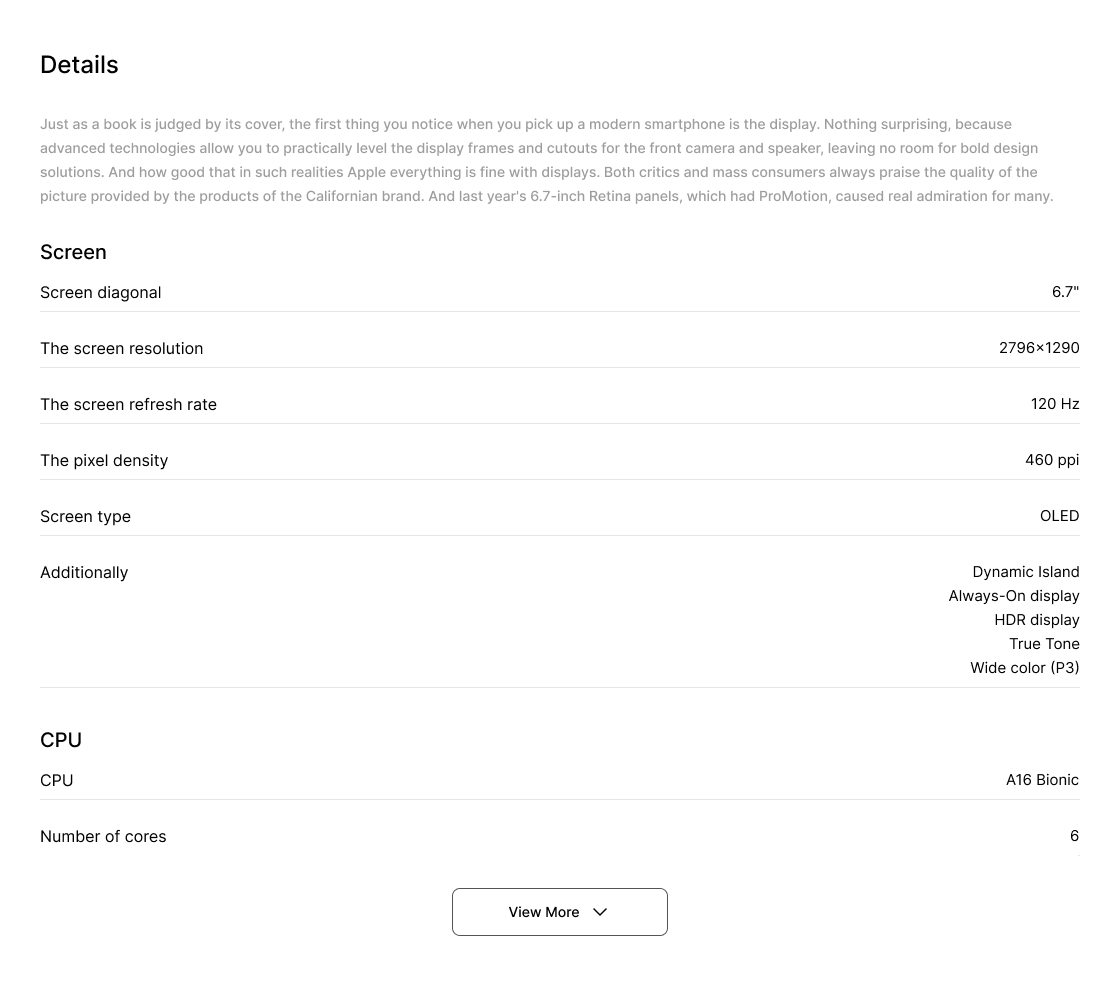 Details
Just as a book is judged by its cover, the first thing you notice when you pick up a modern smartphone is the display. Nothing surprising, because
advanced technologies allow you to practically level the display frames and cutouts for the front camera and speaker, leaving no room for bold design
solutions. And how good that in such realities Apple everything is fine with displays. Both critics and mass consumers always praise the quality of the
picture provided by the products of the Californian brand. And last year's 6.7-inch Retina panels, which had ProMotion, caused real admiration for many.
Screen
Screen diagonal 6.7"
The screen resolution 2796×1290
The screen refresh rate 120 Hz
The pixel density 460 ppi
Screen type OLED
Additionally Dynamic Island
Always-On display
HDR display
True Tone
Wide color (P3)
CPU
CPU A16 Bionic
Number of cores 6
View More